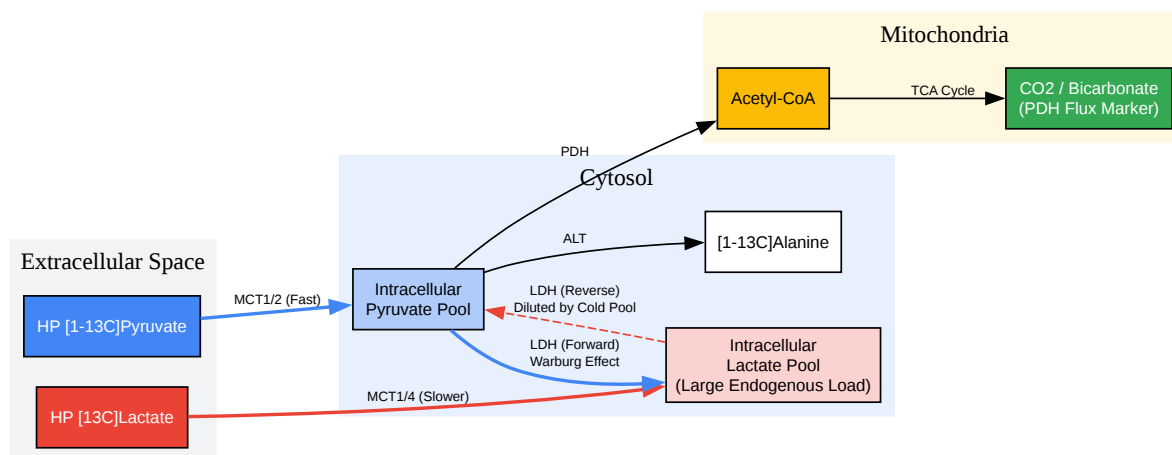 Mitochondria
Acetyl-CoA
TCA Cycle
CO2 / Bicarbonate
(PDH Flux Marker)
PDH
Cytosol
ALT
[1-13C]Alanine
Extracellular Space
HP [1-13C]Pyruvate
MCT1/2 (Fast)
Intracellular
Pyruvate Pool
LDH (Reverse)
Diluted by Cold Pool
LDH (Forward)
Warburg Effect
Intracellular
Lactate Pool
(Large Endogenous Load)
HP [13C]Lactate
MCT1/4 (Slower)